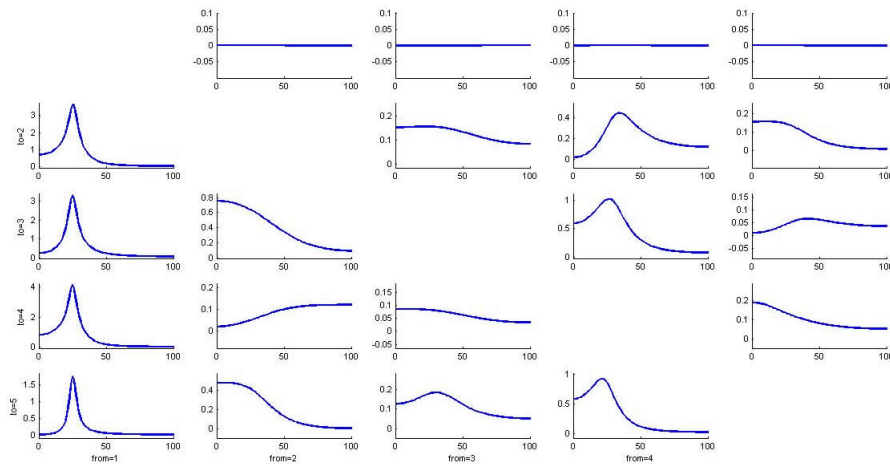 0.1 0.1 0.1 0.1
0.05 0.05 0.05 0.05
0 0 0 0
-0.05 -0.05 -0.05 -0.05
0 50 100 0 50 100 0 50 100 0 50 100
to=2
3 0.2 0.4 0.2
2 0.1 0.2 0.1
1 0 0 0
0
0 50 100 0 50 100 0 50 100 0 50 100
to=3
3 0.8 1 0.15
2 0.6 0.5 0.1
1 0.4 0 0.05
0 0.2 0
0 -0.05
0 50 100 0 50 100 0 50 100 0 50 100
to=4
4 0.2 0.15 0.2
2 0.1 0.1 0.1
0 0 0.05 0
0
-0.05
0 50 100 0 50 100 0 50 100 0 50 100
to=5
1.5 0.4 0.2 1
1 0.2 0.1 0.5
0.5 0 0 0
0
0 50 100 0 50 100 0 50 100 0 50 100
from=1 from=2 from=3 from=4